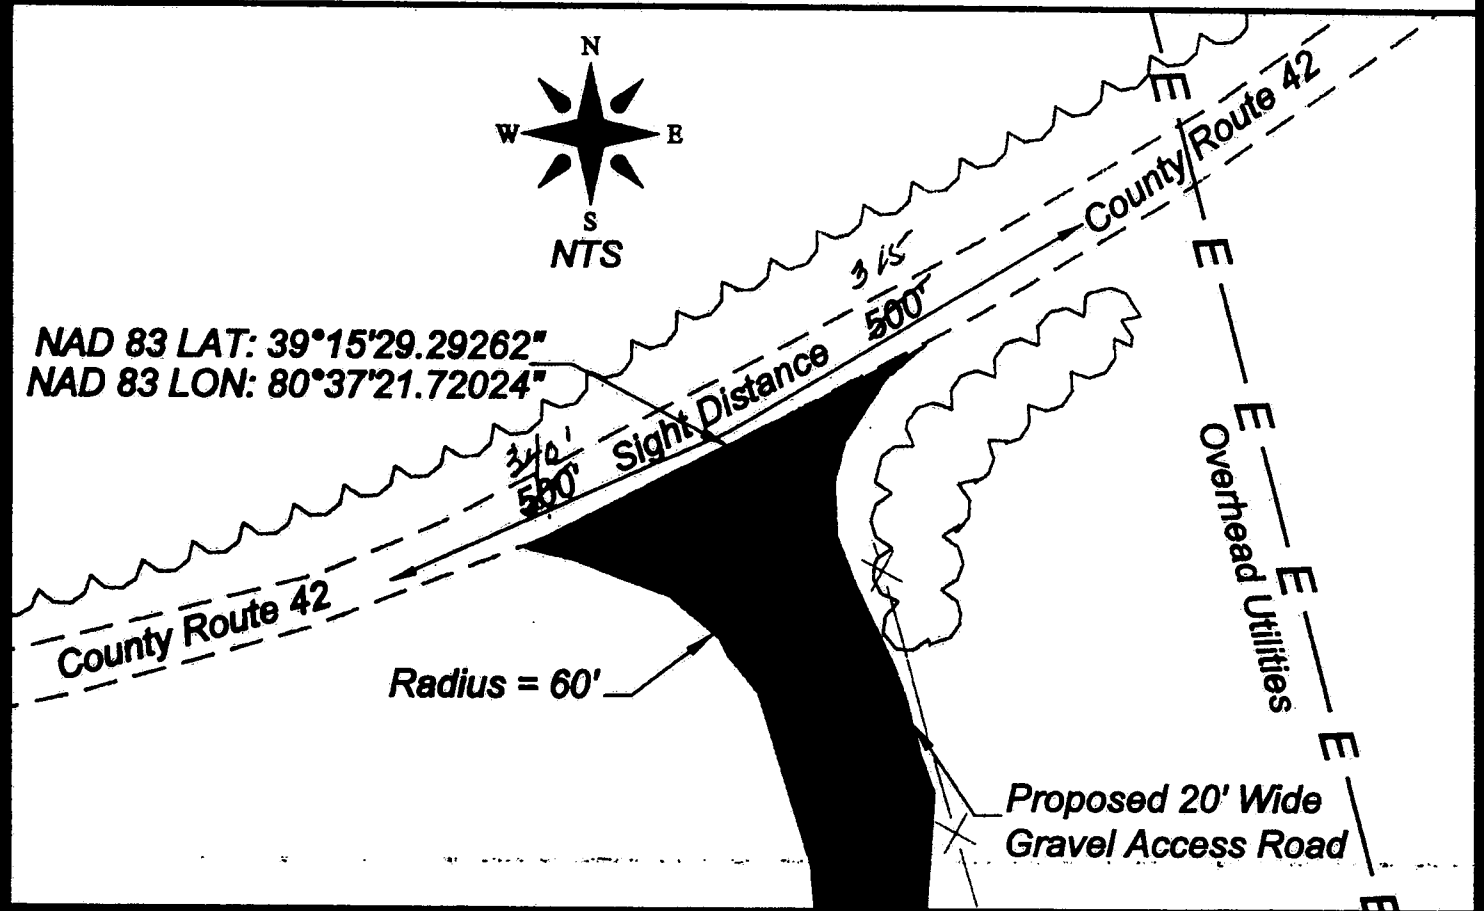 N
W E
S
NTS
County Route 42
E
E
315
500'
NAD 83 LAT: 39°15'29.29262"
NAD 83 LON: 80°37'21.72024"
Sight Distance
500'
E
Overhead Utilities
County Route 42
E
Radius = 60'
E
Proposed 20' Wide
Gravel Access Road
E